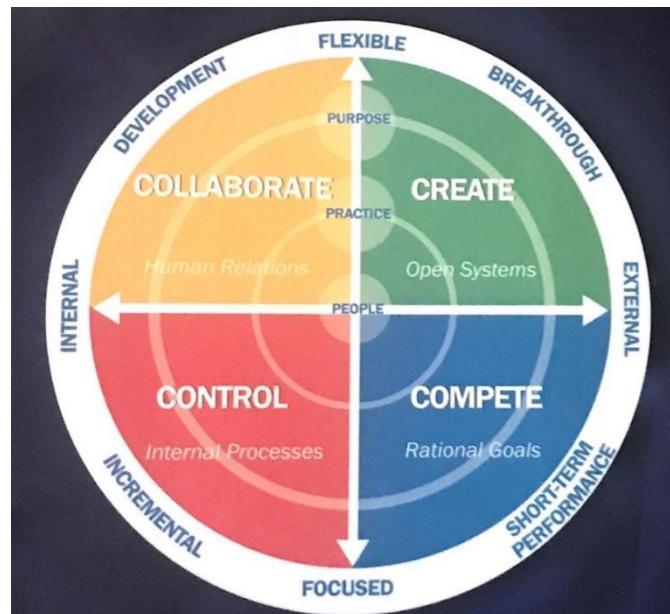 FLEXIBLE
DEVELOPMENT
BREAKTHROUGH
PURPOSE
COLLABORATE
CREATE
PRACTICE
Human Relations
Open Systems
INTERNAL
PEOPLE
EXTERNAL
CONTROL
COMPETE
Internal Processes
Rational Goals
INCREMENTAL
SHORT-TERM
PERFORMANCE
FOCUSED